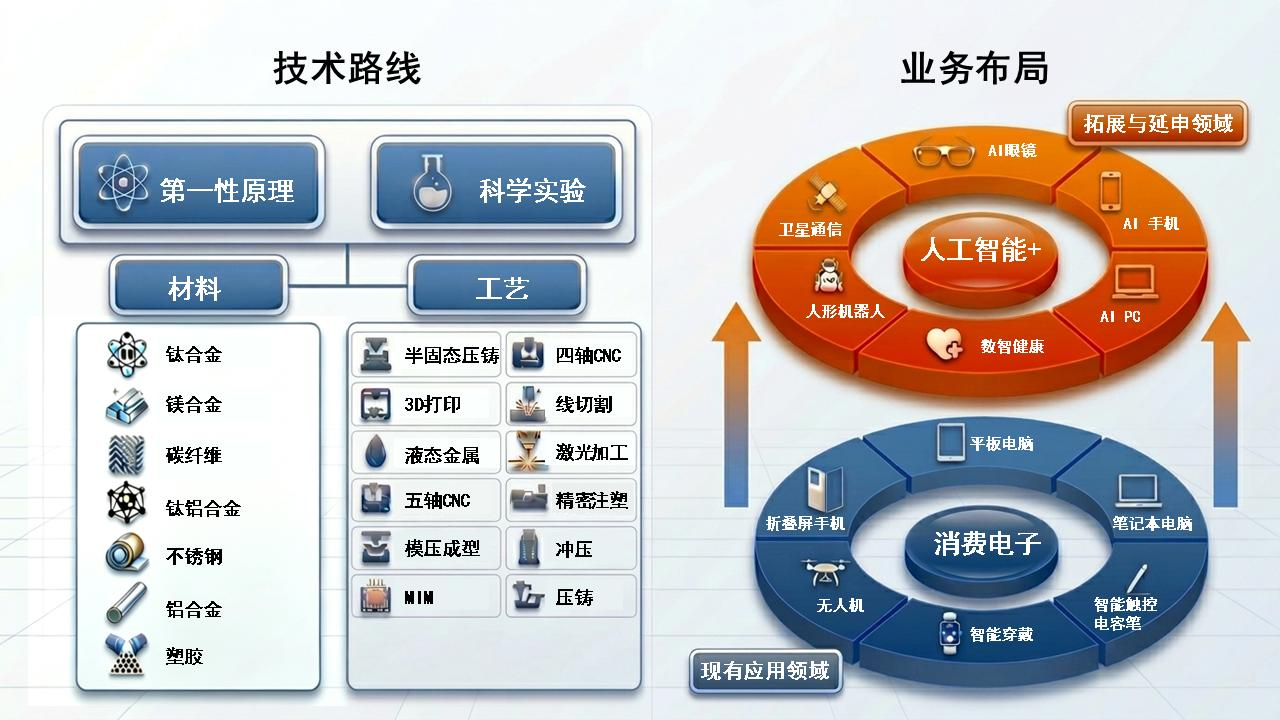 技术路线
第一性原理
科学实验
材料
工艺
钛合金
镁合金
碳纤维
钛铝合金
不锈钢
铝合金
塑胶
半固态压铸
四轴CNC
3D打印
线切割
液态金属
激光加工
五轴CNC
精密注塑
模压成型
冲压
MIM
压铸
业务布局
拓展与延申领域
AI眼镜
卫星通信
AI 手机
人工智能+
人形机器人
AI PC
数智健康
平板电脑
折叠屏手机
笔记本电脑
消费电子
无人机
智能触控
电容笔
智能穿戴
现有应用领域